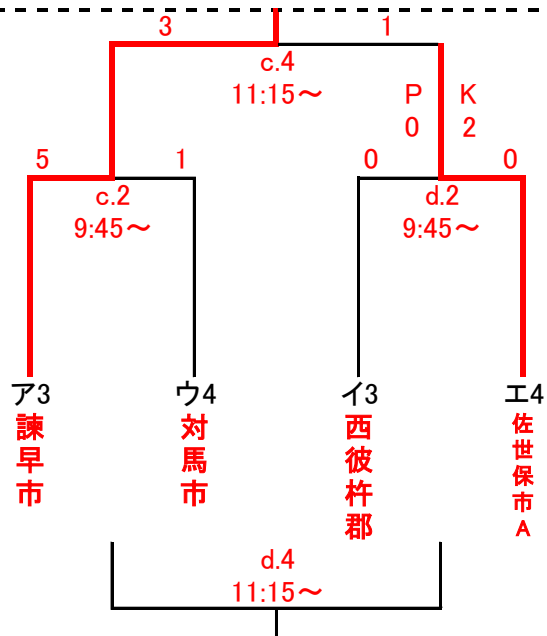 3 1
c.4
11:15～
P K
0 2
5 1 0 0
c.2 d.2
9:45～ 9:45～
ア3 ウ4 イ3 エ4
諫早市 対馬市 西彼杵郡 佐世保市A
d.4
11:15～